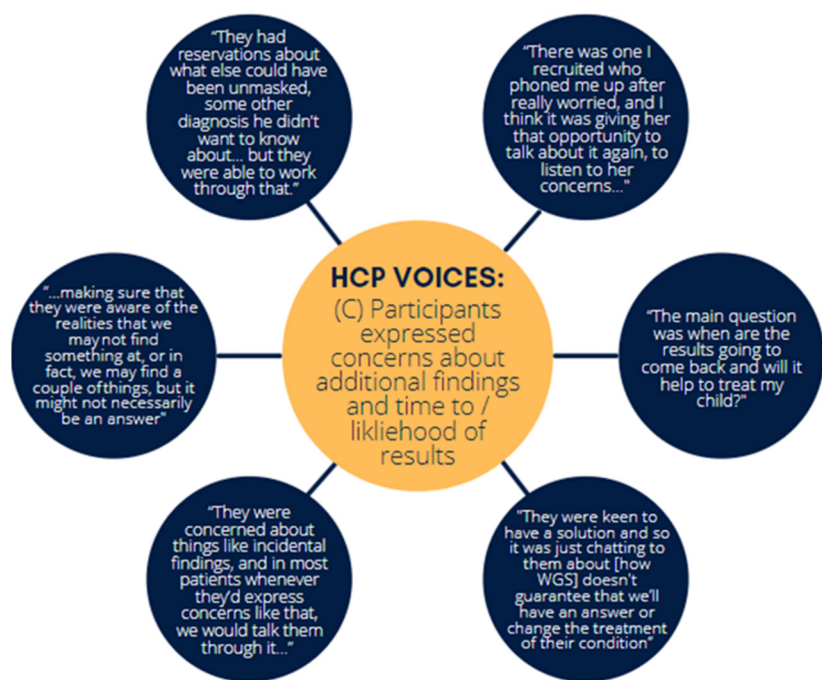 "They had
reservations about
what else could have
been unmasked,
some other
diagnosis he didn't
want to know
about... but they
were able to work
through that."
"There was one I
recruited who
phoned me up after
really worried, and I
think it was giving her
that opportunity to
talk about it again, to
listen to her
concerns..."
HCP VOICES:
(C) Participants
expressed
concerns about
additional findings
and time to /
likliehood of
results
"...making sure that
they were aware of the
realities that we
may not find
something at, or in
fact, we may find a
couple of things, but it
might not necessarily
be an answer"
"The main question
was when are the
results going to
come back and will it
help to treat my
child?"
"They were
concerned about
things like incidental
findings, and in most
patients whenever
they'd express
concerns like that,
we would talk them
through it..."
"They were keen to
have a solution and so
it was just chatting to
them about [how
WGS] doesn't
guarantee that we'll
have an answer or
change the treatment
of their condition"